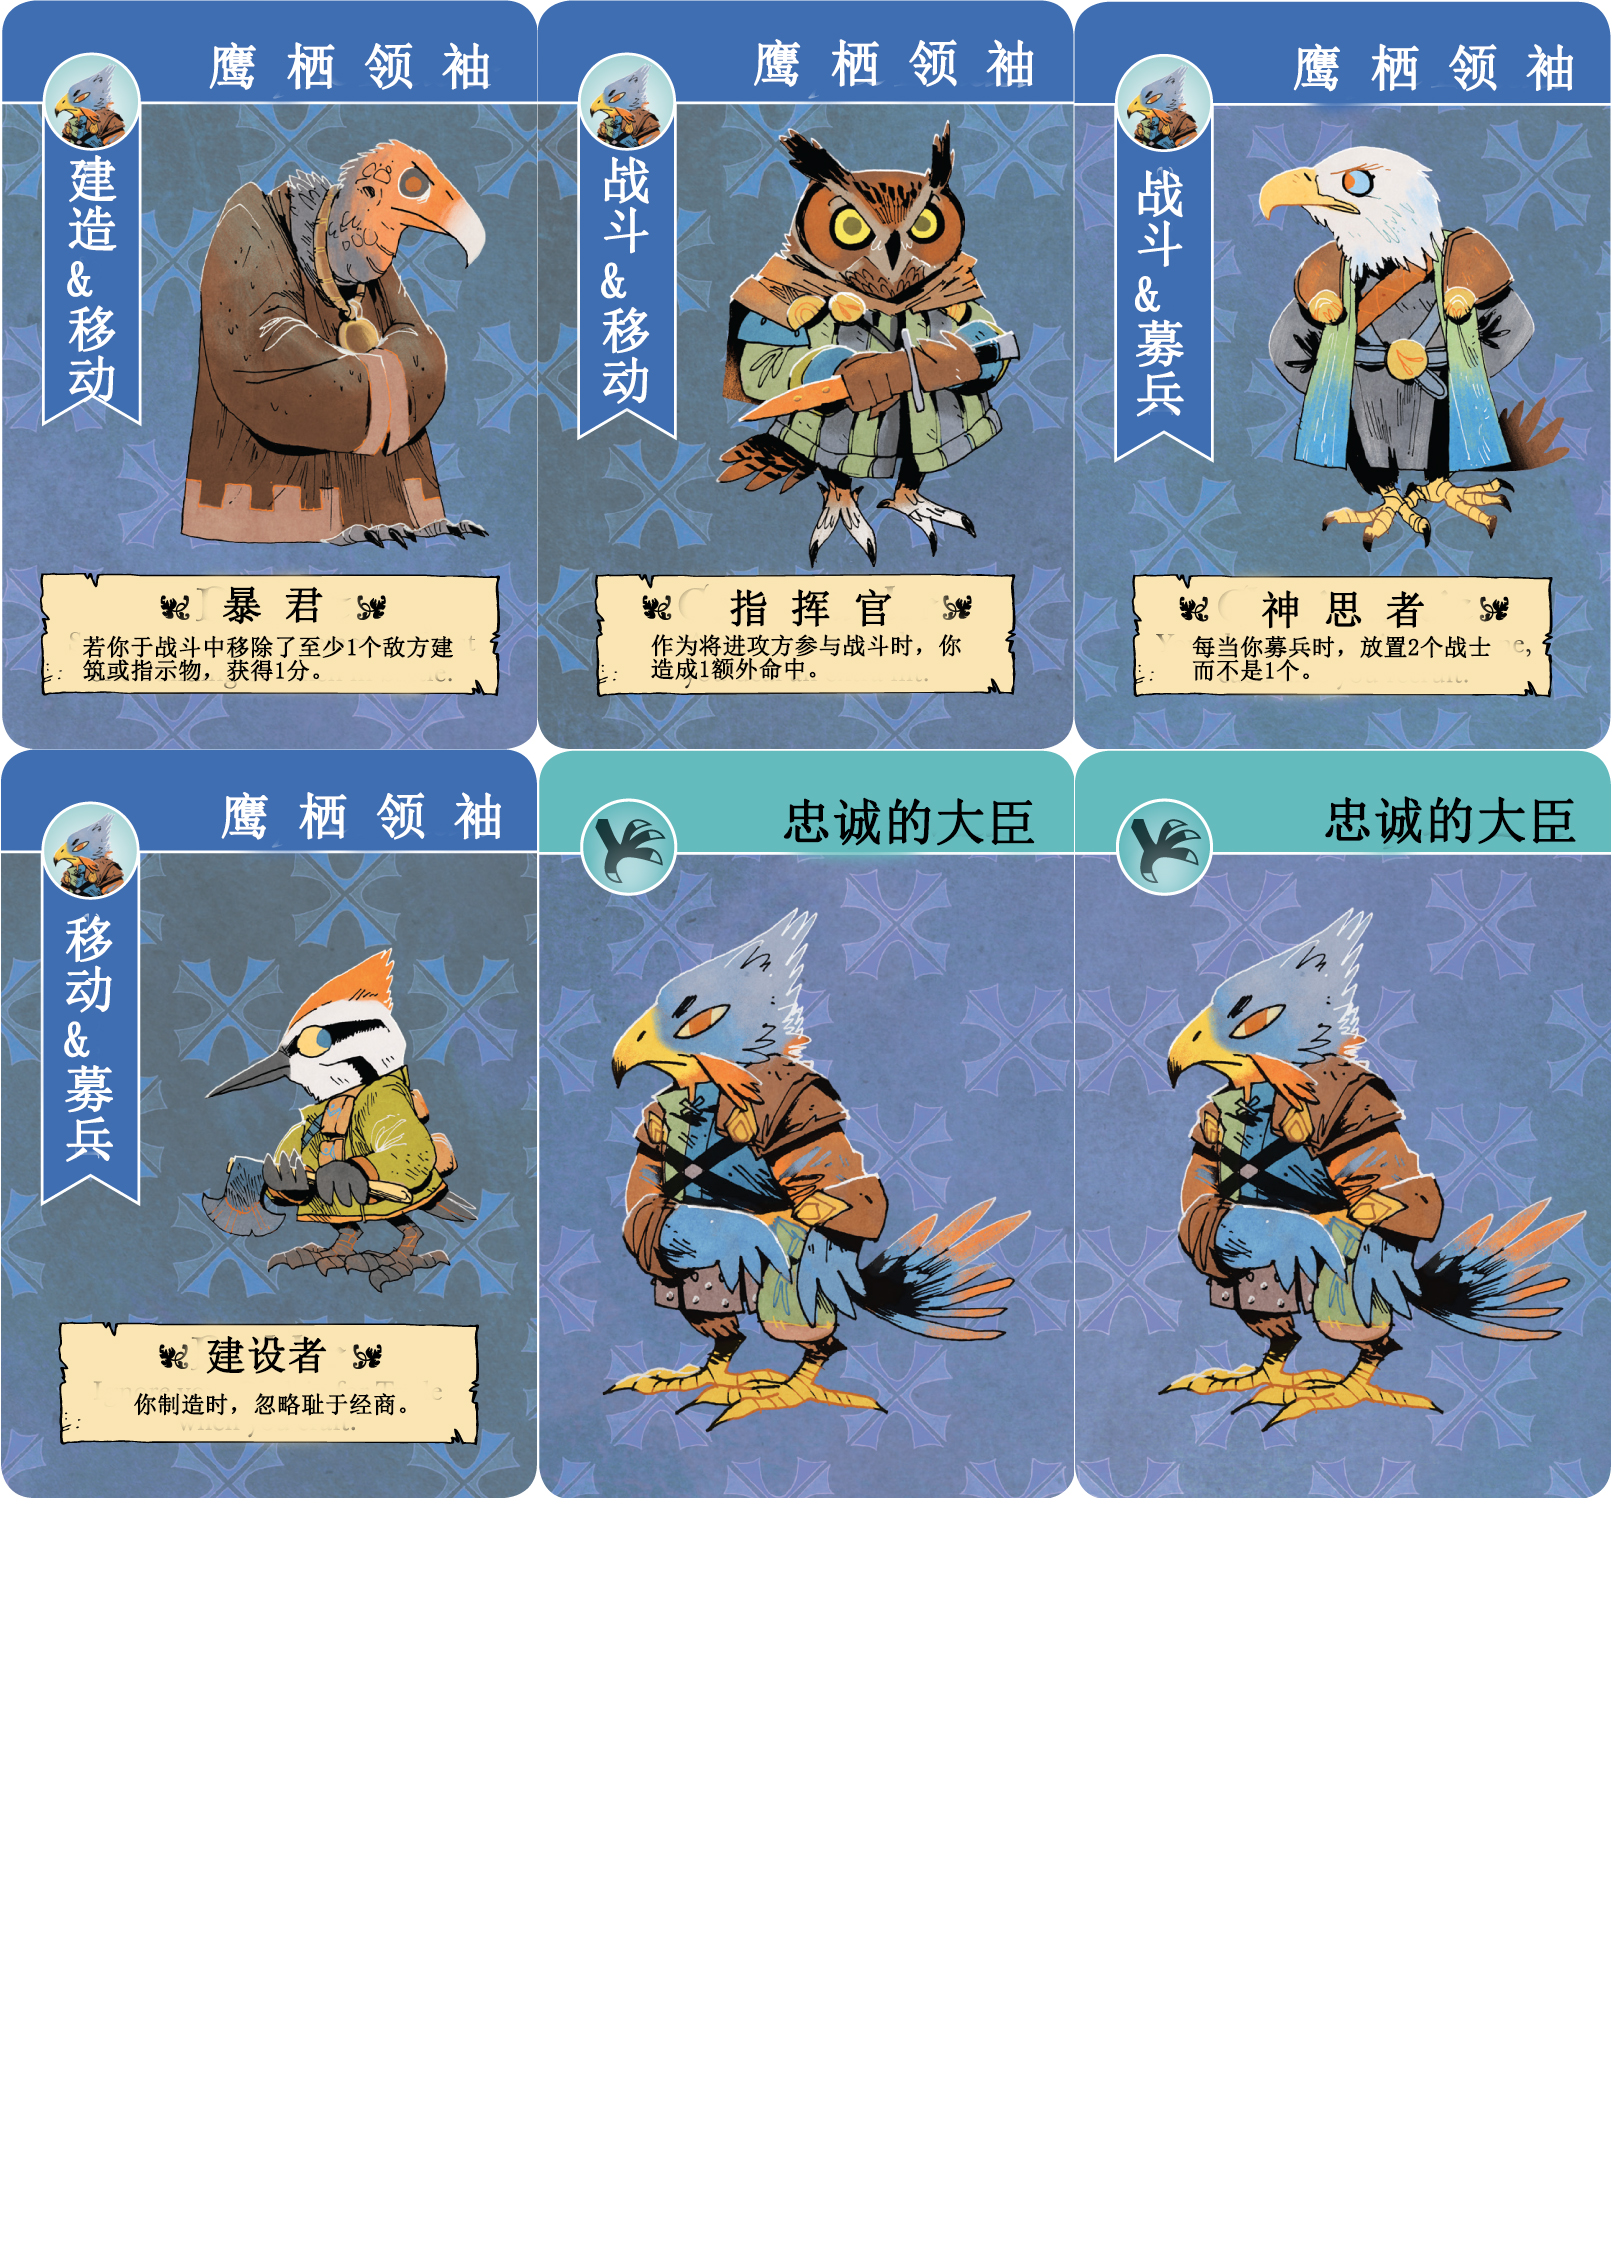 鹰栖领袖
建造&移动
暴君
若你于战斗中移除了至少1个敌方建
筑或指示物，获得1分。
鹰栖领袖
战斗&移动
指挥官
作为将进攻方参与战斗时，你
造成1额外命中。
鹰栖领袖
战斗&募兵
神思者
每当你募兵时，放置2个战士
而不是1个。
鹰栖领袖
移动&募兵
建设者
你制造时，忽略耻于经商。
忠诚的大臣
忠诚的大臣